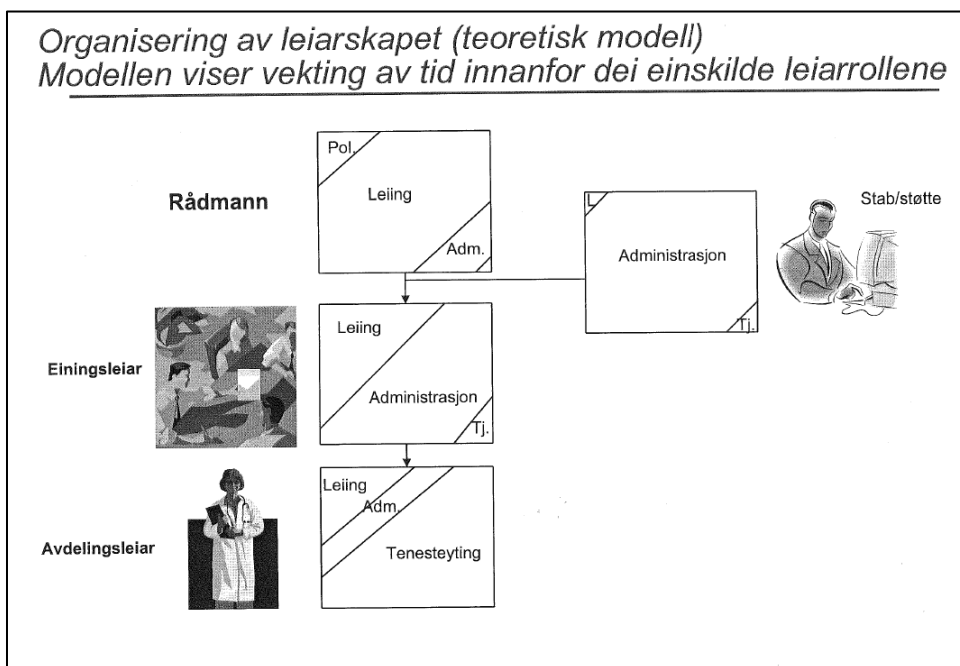 Organisering av leiarskapet (teoretisk modell)
Modellen viser vekting av tid innanfor dei einskilde leiarrollene
Pol.
Rådmann
Leiing
Adm.
L
Administrasjon
Tj.
Stab/støtte
Einingsleiar
Leiing
Administrasjon
Tj.
Avdelingsleiar
Leiing
Adm.
Tenesteyting